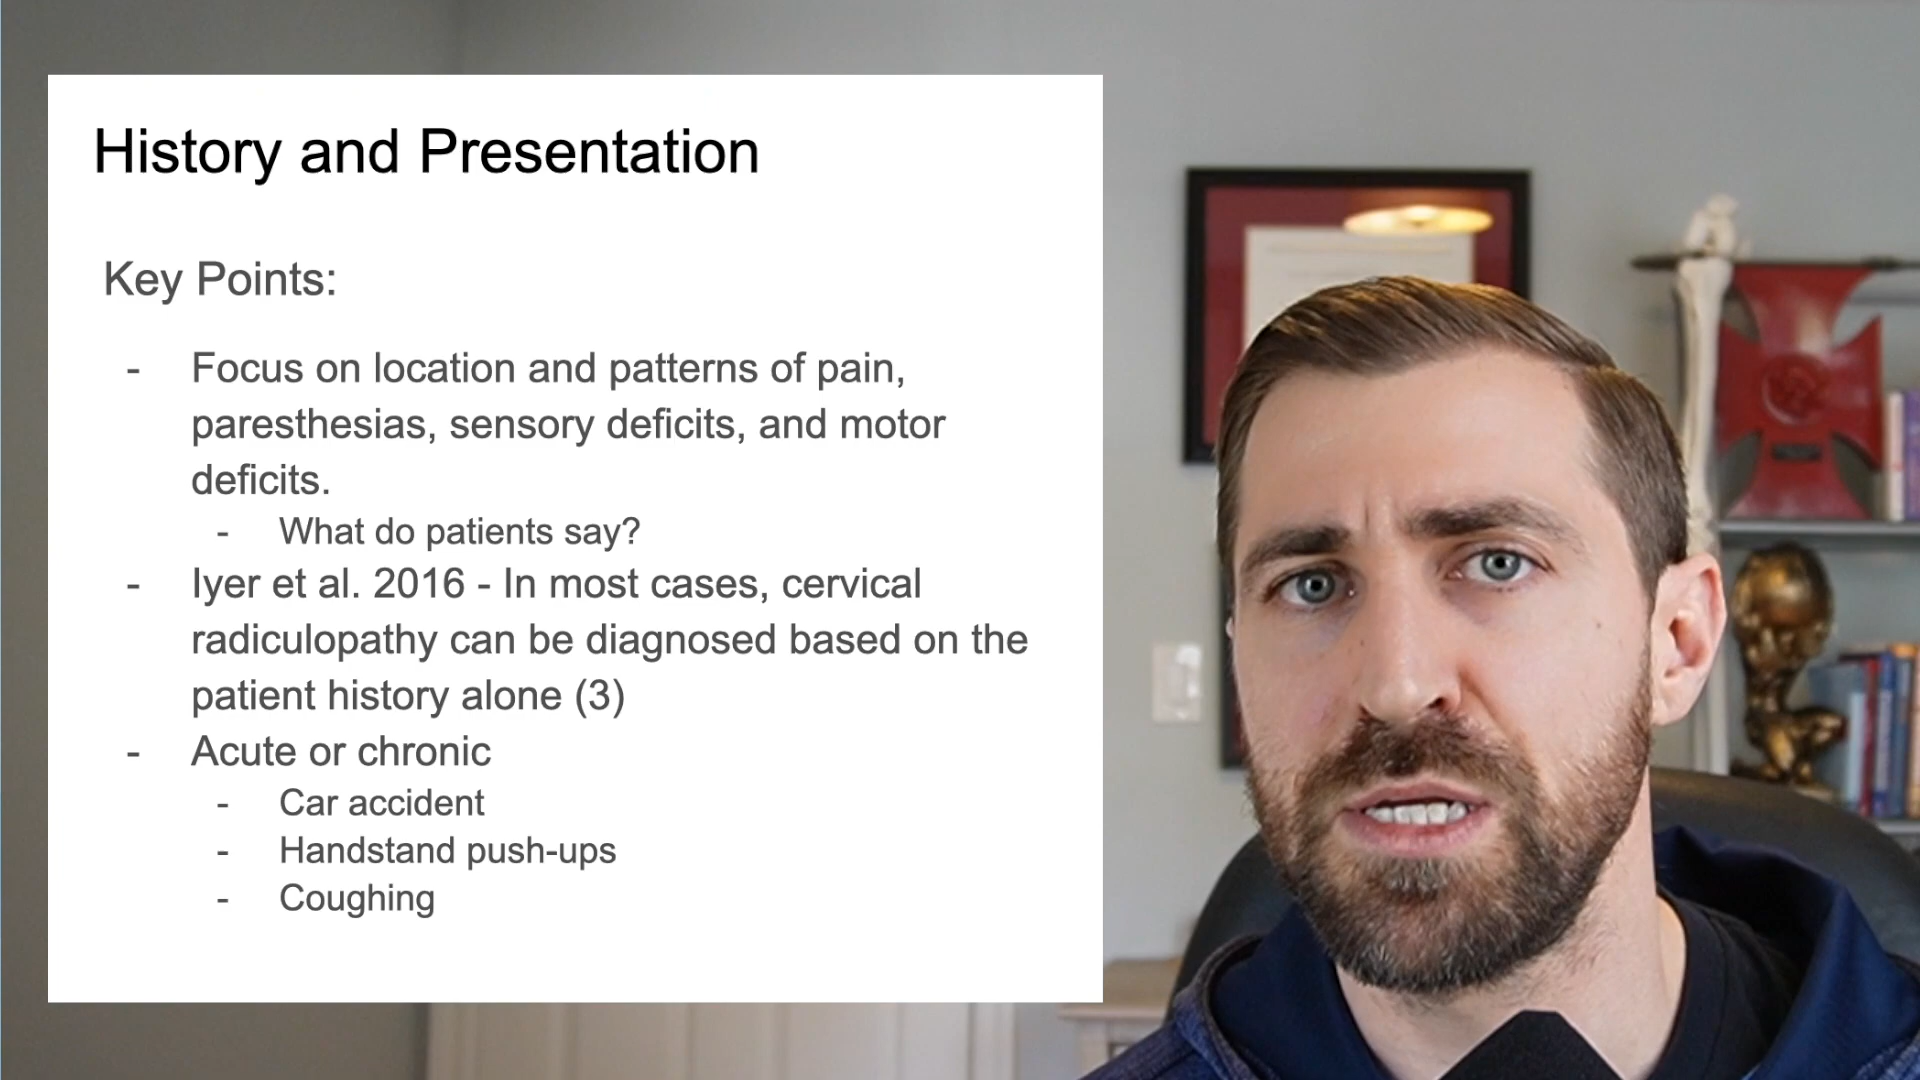 History and Presentation
Key Points:
- Focus on location and patterns of pain,
paresthesias, sensory deficits, and motor
deficits.
- What do patients say?
- Iyer et al. 2016 - In most cases, cervical
radiculopathy can be diagnosed based on the
patient history alone (3)
- Acute or chronic
- Car accident
- Handstand push-ups
- Coughing